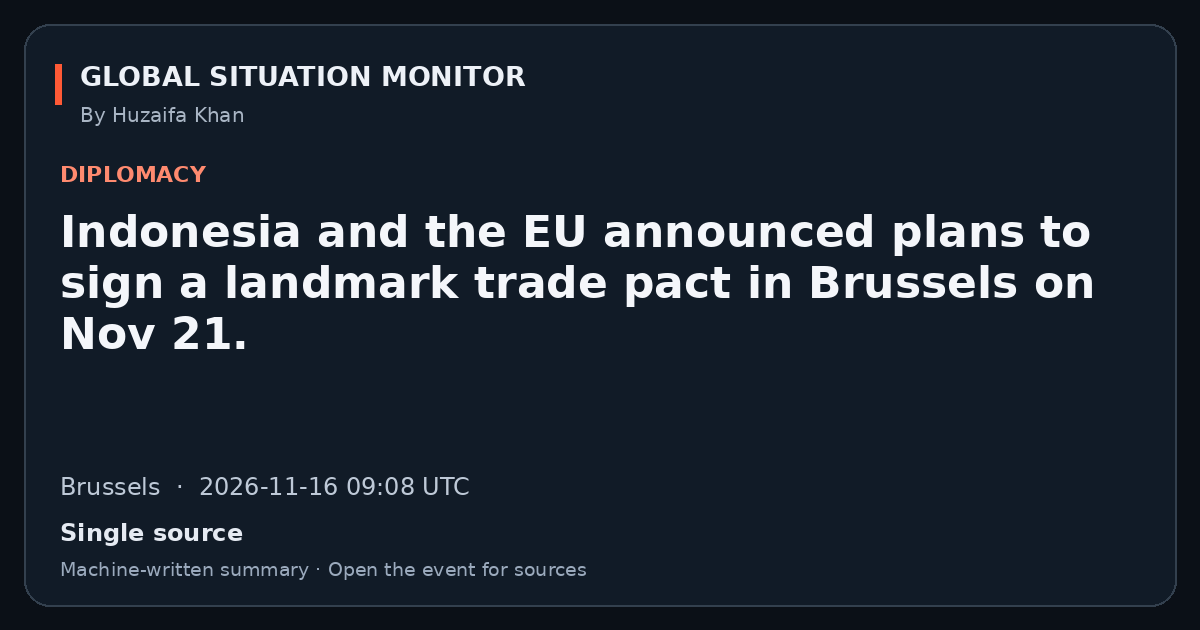 GLOBAL SITUATION MONITOR
By Huzaifa Khan
DIPLOMACY
Indonesia and the EU announced plans to
sign a landmark trade pact in Brussels on
Nov 21.
Brussels · 2026-11-16 09:08 UTC
Single source
Machine-written summary · Open the event for sources